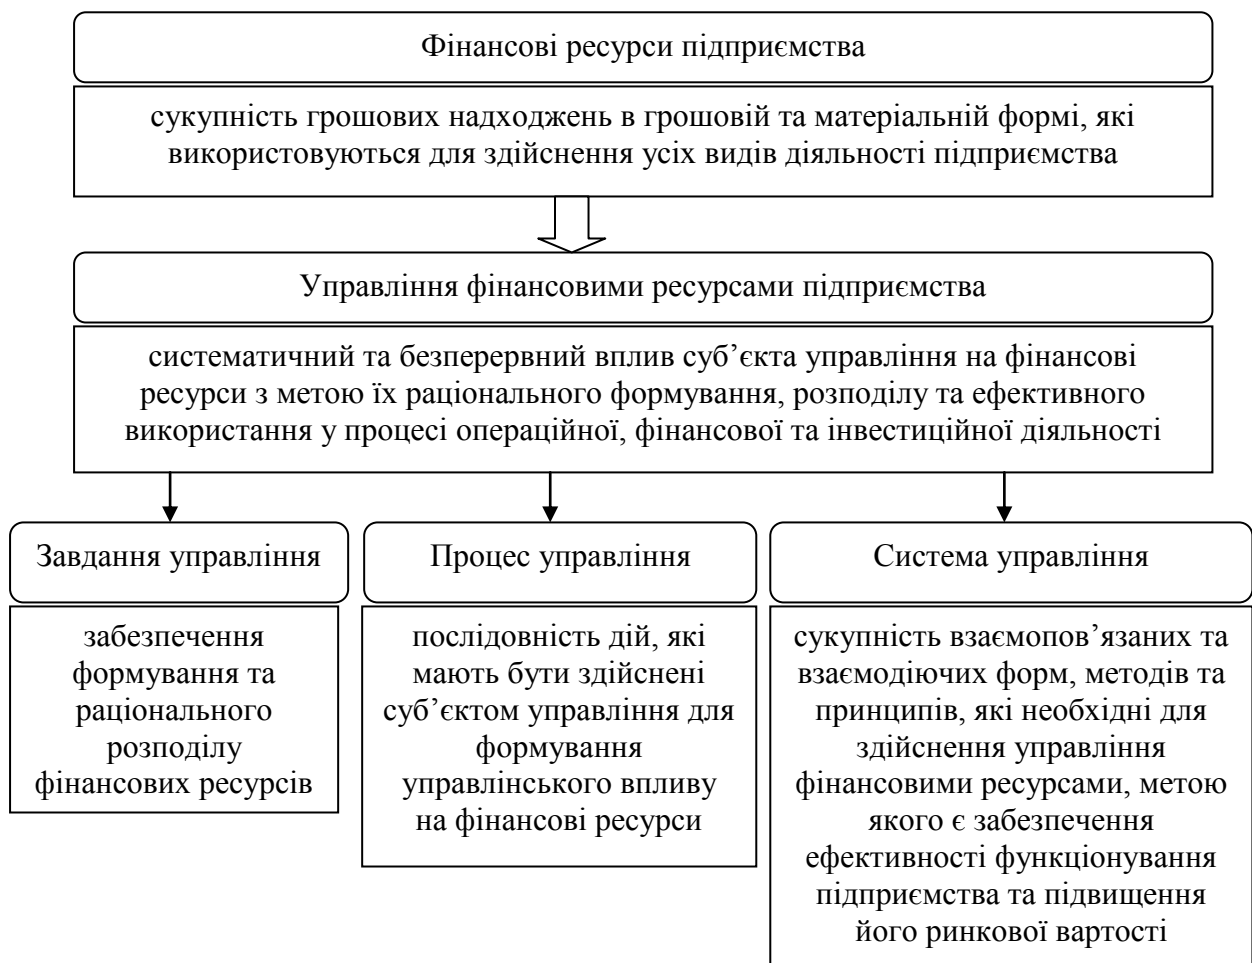 Фінансові ресурси підприємства
сукупність грошових надходжень в грошовій та матеріальній формі, які
використовуються для здійснення усіх видів діяльності підприємства
Управління фінансовими ресурсами підприємства
систематичний та безперервний вплив суб’єкта управління на фінансові
ресурси з метою їх раціонального формування, розподілу та ефективного
використання у процесі операційної, фінансової та інвестиційної діяльності
Завдання управління
забезпечення
формування та
раціонального
розподілу
фінансових ресурсів
Процес управління
послідовність дій, які
мають бути здійснені
суб’єктом управління для
формування
управлінського впливу
на фінансові ресурси
Система управління
сукупність взаємопов’язаних та
взаємодіючих форм, методів та
принципів, які необхідні для
здійснення управління
фінансовими ресурсами, метою
якого є забезпечення
ефективності функціонування
підприємства та підвищення
його ринкової вартості